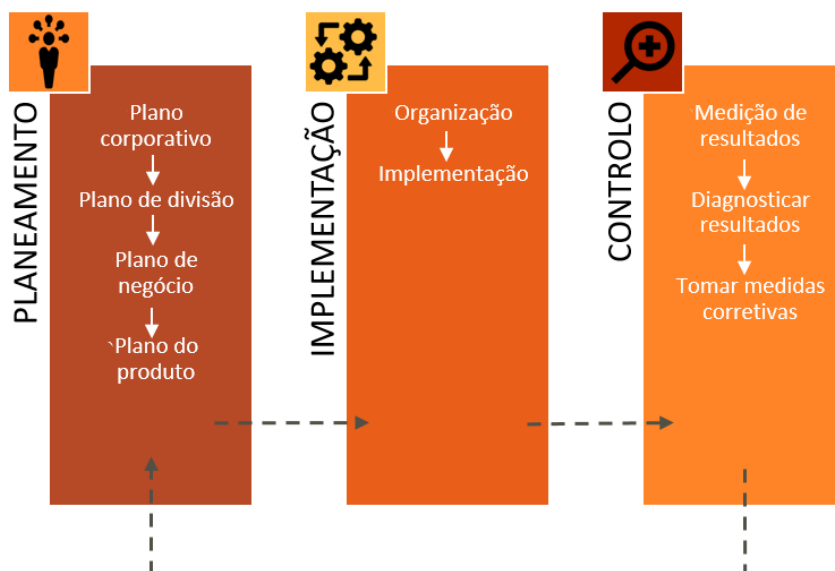 PLANEAMENTO
Plano
corporativo
Plano de divisão
Plano de
negócio
`Plano do
produto
IMPLEMENTAÇÃO
Organização
Implementação
CONTROLO
Medição de
resultados
Diagnosticar
resultados
Tomar medidas
corretivas